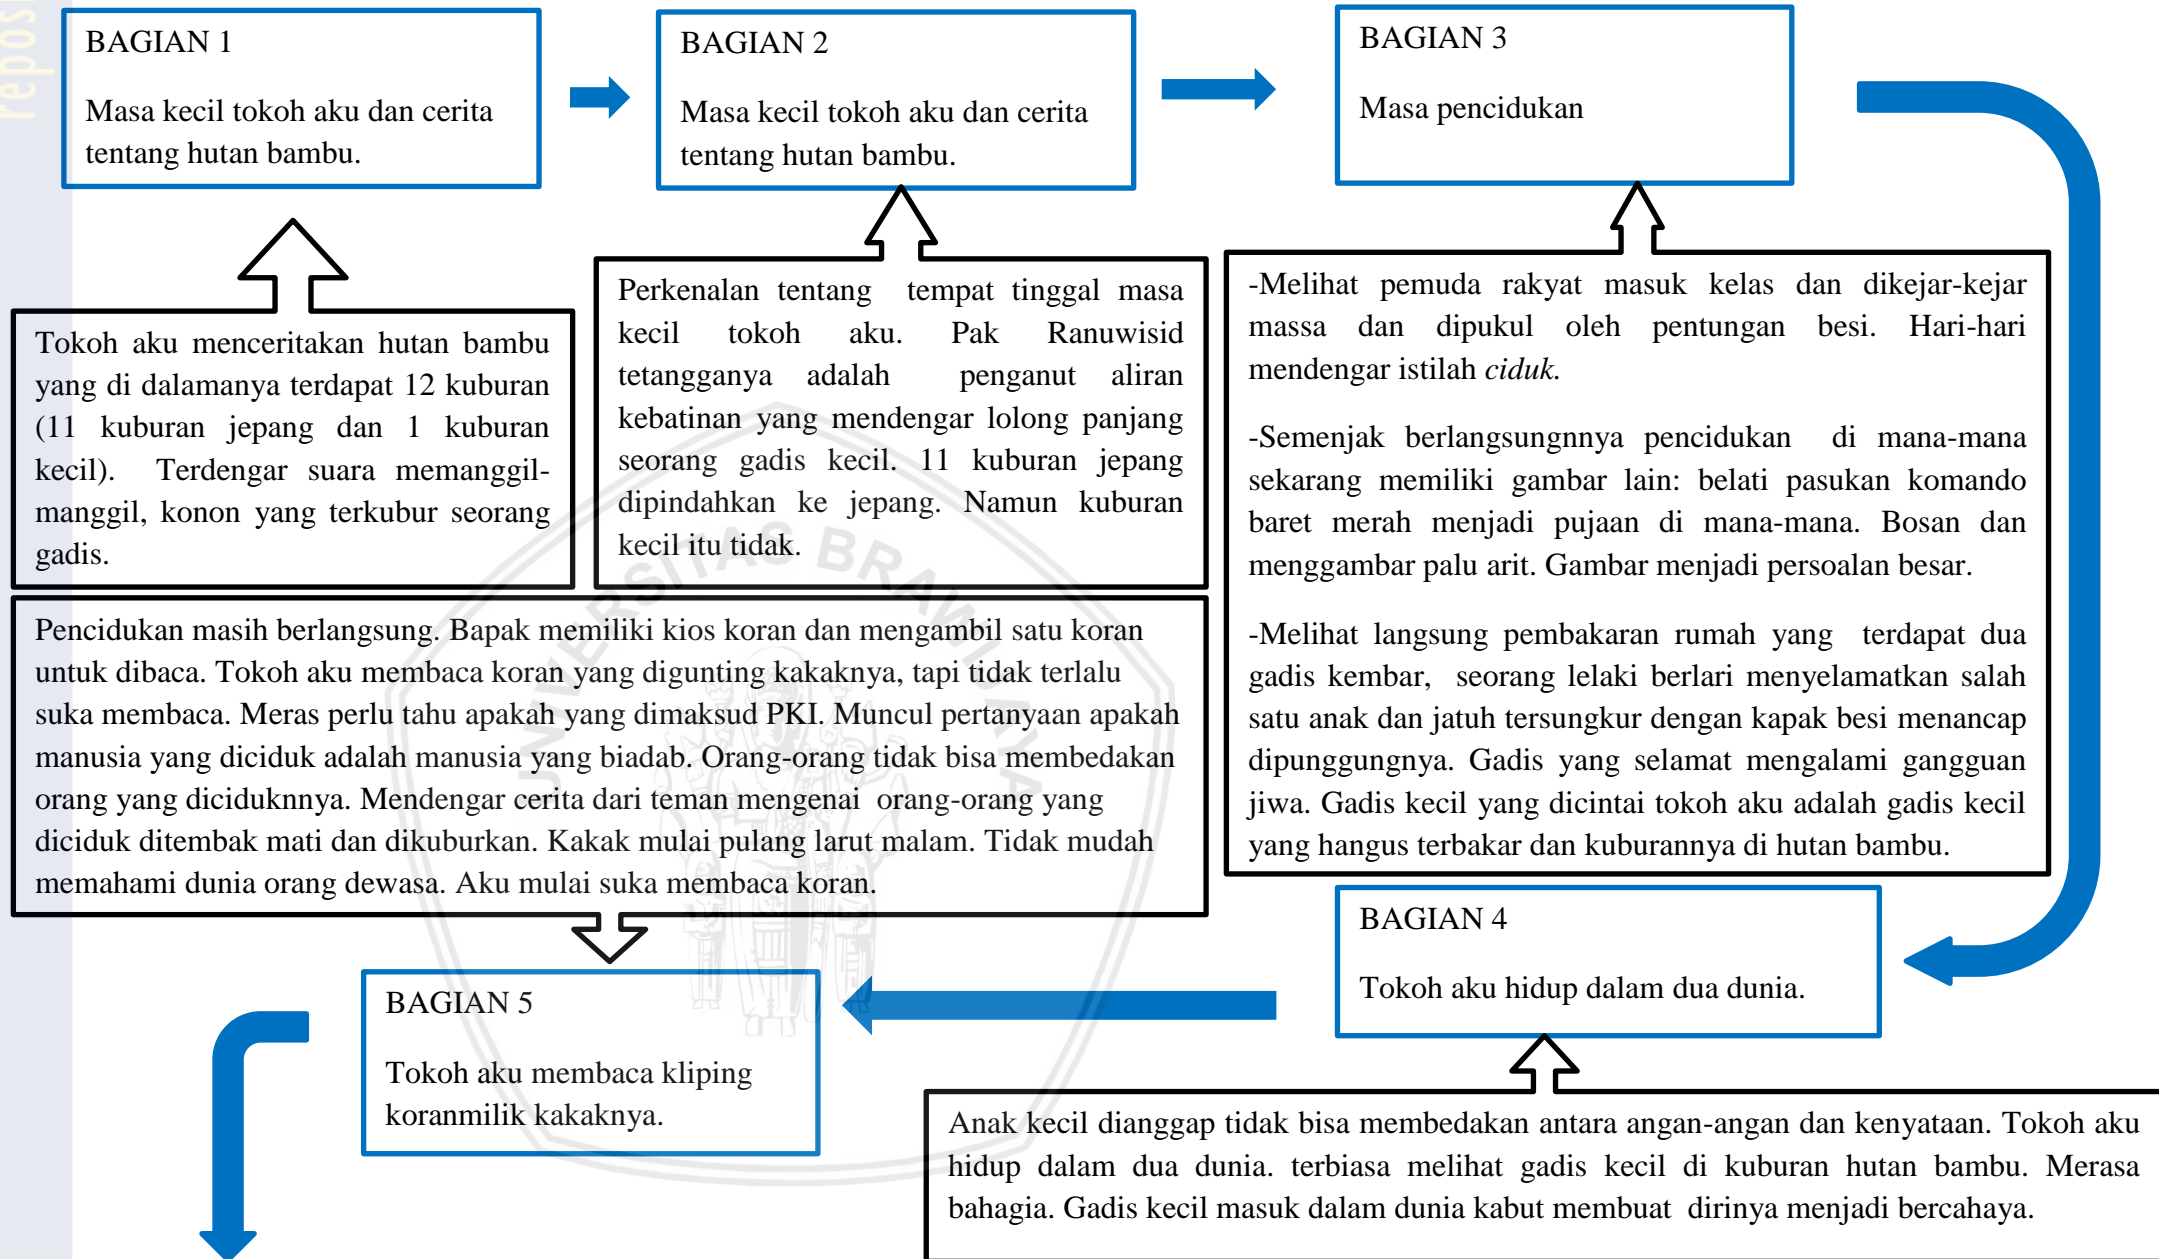 repos
BAGIAN 1
Masa kecil tokoh aku dan cerita
tentang hutan bambu.
BAGIAN 2
Masa kecil tokoh aku dan cerita
tentang hutan bambu.
BAGIAN 3
Masa pencidukan
Tokoh aku menceritakan hutan bambu
yang di dalamanya terdapat 12 kuburan
(11 kuburan jepang dan 1 kuburan
kecil). Terdengar suara memanggil-
manggil, konon yang terkubur seorang
gadis.
Perkenalan tentang tempat tinggal masa
kecil tokoh aku. Pak Ranuwisid
tetangganya adalah penganut aliran
kebatinan yang mendengar lolong panjang
seorang gadis kecil. 11 kuburan jepang
dipindahkan ke jepang. Namun kuburan
kecil itu tidak.
-Melihat pemuda rakyat masuk kelas dan dikejar-kejar
massa dan dipukul oleh pentungan besi. Hari-hari
mendengar istilah ciduk.
-Semenjak berlangsungnnya pencidukan di mana-mana
sekarang memiliki gambar lain: belati pasukan komando
baret merah menjadi pujaan di mana-mana. Bosan dan
menggambar palu arit. Gambar menjadi persoalan besar.
-Melihat langsung pembakaran rumah yang terdapat dua
gadis kembar, seorang lelaki berlari menyelamatkan salah
satu anak dan jatuh tersungkur dengan kapak besi menancap
dipunggungnya. Gadis yang selamat mengalami gangguan
jiwa. Gadis kecil yang dicintai tokoh aku adalah gadis kecil
yang hangus terbakar dan kuburannya di hutan bambu.
Pencidukan masih berlangsung. Bapak memiliki kios koran dan mengambil satu koran
untuk dibaca. Tokoh aku membaca koran yang digunting kakaknya, tapi tidak terlalu
suka membaca. Meras perlu tahu apakah yang dimaksud PKI. Muncul pertanyaan apakah
manusia yang diciduk adalah manusia yang biadab. Orang-orang tidak bisa membedakan
orang yang diciduknnya. Mendengar cerita dari teman mengenai orang-orang yang
diciduk ditembak mati dan dikuburkan. Kakak mulai pulang larut malam. Tidak mudah
memahami dunia orang dewasa. Aku mulai suka membaca koran.
BAGIAN 4
Tokoh aku hidup dalam dua dunia.
BAGIAN 5
Tokoh aku membaca kliping
koranmilik kakaknya.
Anak kecil dianggap tidak bisa membedakan antara angan-angan dan kenyataan. Tokoh aku
hidup dalam dua dunia. terbiasa melihat gadis kecil di kuburan hutan bambu. Merasa
bahagia. Gadis kecil masuk dalam dunia kabut membuat dirinya menjadi bercahaya.
UNIVERSITAS BRAWIJAYA